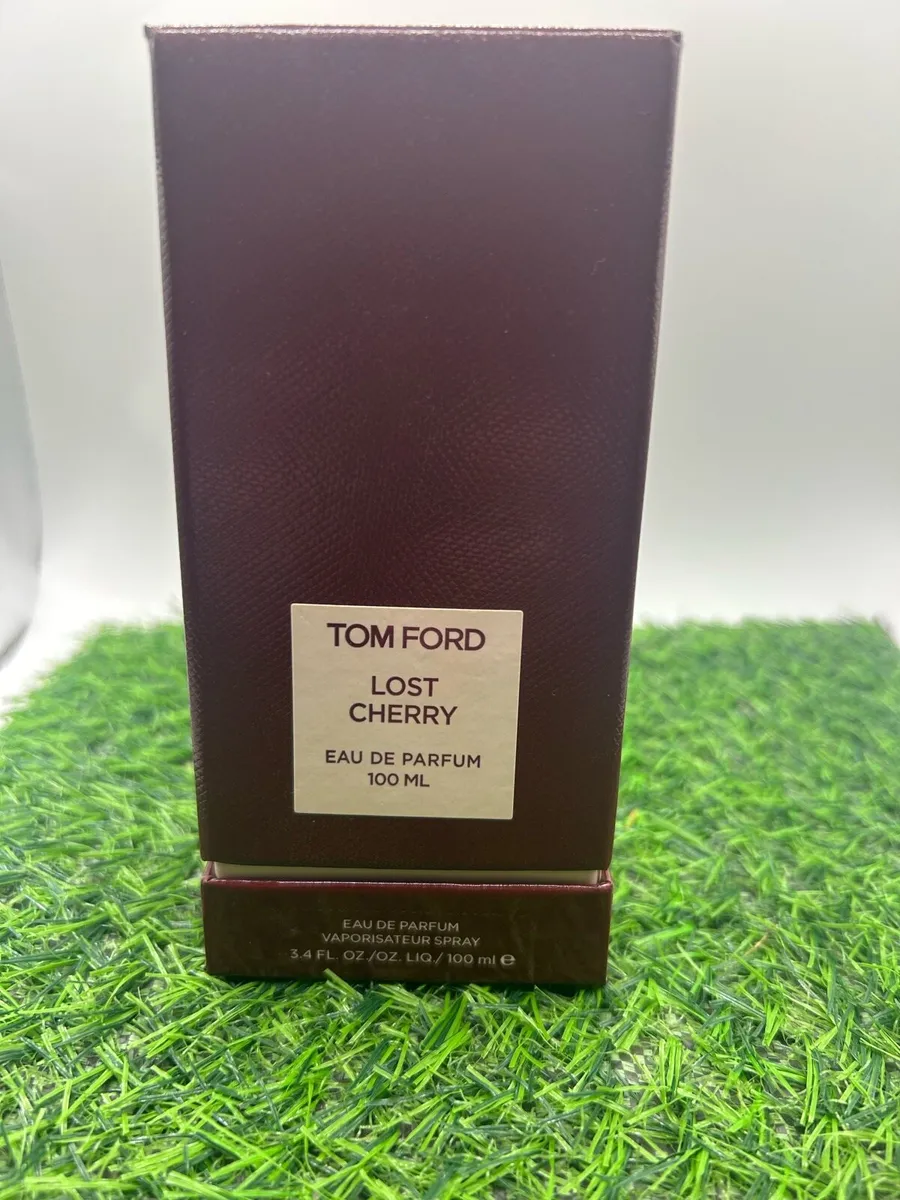 TOM FORD
LOST
CHERRY
EAU DE PARFUM
100 ML
EAU DE PARFUM
VAPORISATEUR SPRAY
3.4 FL. OZ./OZ. LIQ./ 100 ml ℮